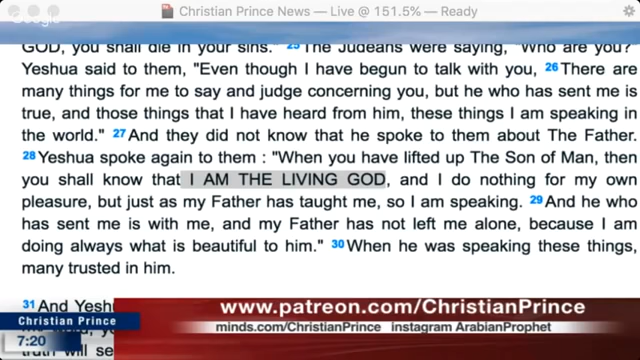 Christian Prince News — Live @ 151.5% — Ready
Google
GOD, you shall die in your sins." 25 The Judeans were saying, "Who are you?"
Yeshua said to them, "Even though I have begun to talk with you, 26 There are
many things for me to say and judge concerning you, but he who has sent me is
true, and those things that I have heard from him, these things I am speaking in
the world." 27 And they did not know that he spoke to them about The Father.
28 Yeshua spoke again to them : "When you have lifted up The Son of Man, then
you shall know that I AM THE LIVING GOD, and I do nothing for my own
pleasure, but just as my Father has taught me, so I am speaking. 29 And he who
has sent me is with me, and my Father has not left me alone, because I am
doing always what is beautiful to him." 30 When he was speaking these things,
many trusted in him.
31 And Yesh
www.patreon.com/ChristianPrince
Christian Prince
minds.com/ChristianPrince instagram ArabianProphet
7:20
truth will se